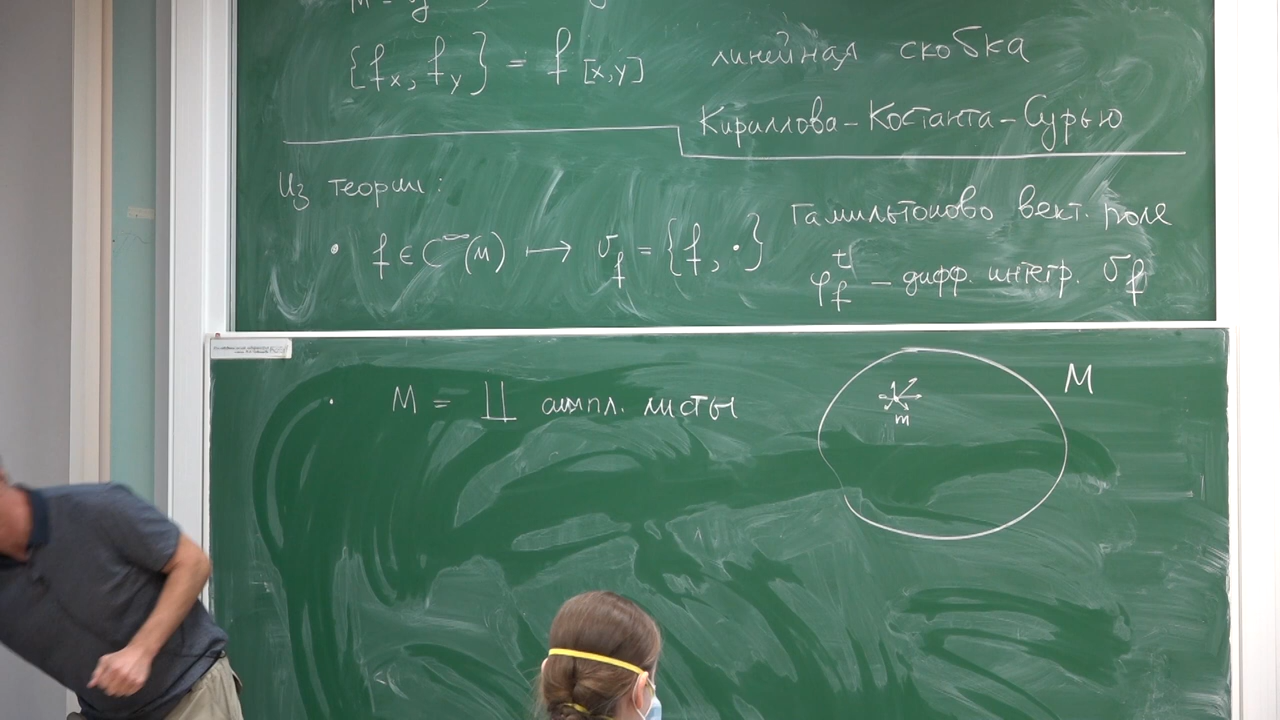 {f_x, f_y} = f_[x,y] линейная скобка
Кириллова-Костанта-Сурью
Из теории:
• f ∈ C^∞(M) ⟼ v_f = {f, ·} Гамильтоново вект. поле
φ_f^t — дифф. интегр. v_f
• M = ∐ симпл. листы
M
m